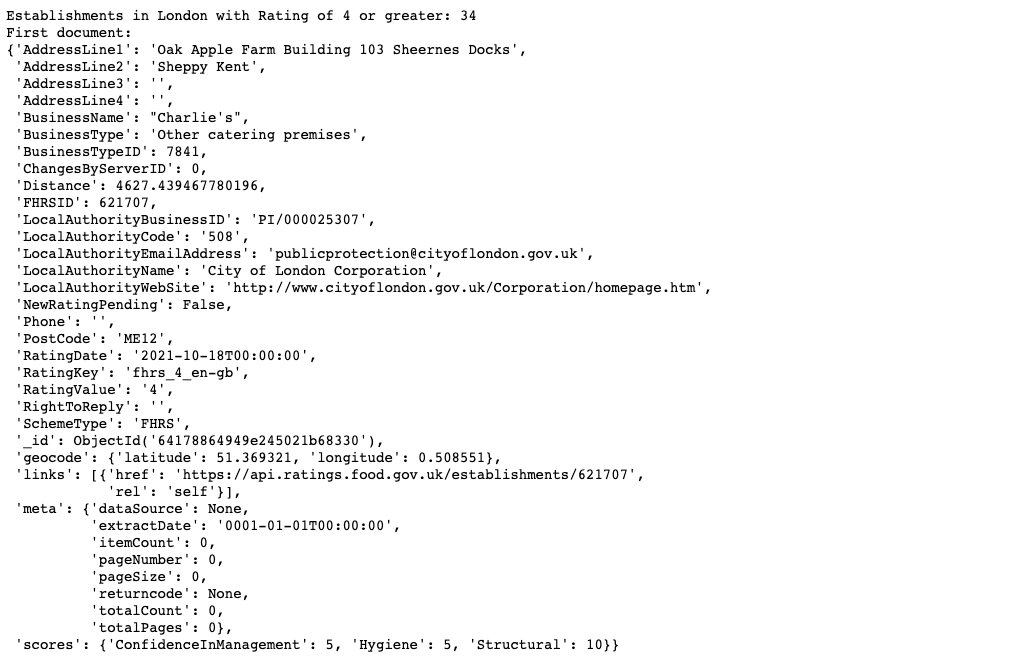 Establishments in London with Rating of 4 or greater: 34
First document:
{'AddressLine1': 'Oak Apple Farm Building 103 Sheernes Docks',
 'AddressLine2': 'Sheppy Kent',
 'AddressLine3': '',
 'AddressLine4': '',
 'BusinessName': "Charlie's",
 'BusinessType': 'Other catering premises',
 'BusinessTypeID': 7841,
 'ChangesByServerID': 0,
 'Distance': 4627.439467780196,
 'FHRSID': 621707,
 'LocalAuthorityBusinessID': 'PI/000025307',
 'LocalAuthorityCode': '508',
 'LocalAuthorityEmailAddress': 'publicprotection@cityoflondon.gov.uk',
 'LocalAuthorityName': 'City of London Corporation',
 'LocalAuthorityWebSite': 'http://www.cityoflondon.gov.uk/Corporation/homepage.htm',
 'NewRatingPending': False,
 'Phone': '',
 'PostCode': 'ME12',
 'RatingDate': '2021-10-18T00:00:00',
 'RatingKey': 'fhrs_4_en-gb',
 'RatingValue': '4',
 'RightToReply': '',
 'SchemeType': 'FHRS',
 '_id': ObjectId('64178864949e245021b68330'),
 'geocode': {'latitude': 51.369321, 'longitude': 0.508551},
 'links': [{'href': 'https://api.ratings.food.gov.uk/establishments/621707',
            'rel': 'self'}],
 'meta': {'dataSource': None,
          'extractDate': '0001-01-01T00:00:00',
          'itemCount': 0,
          'pageNumber': 0,
          'pageSize': 0,
          'returncode': None,
          'totalCount': 0,
          'totalPages': 0},
 'scores': {'ConfidenceInManagement': 5, 'Hygiene': 5, 'Structural': 10}}